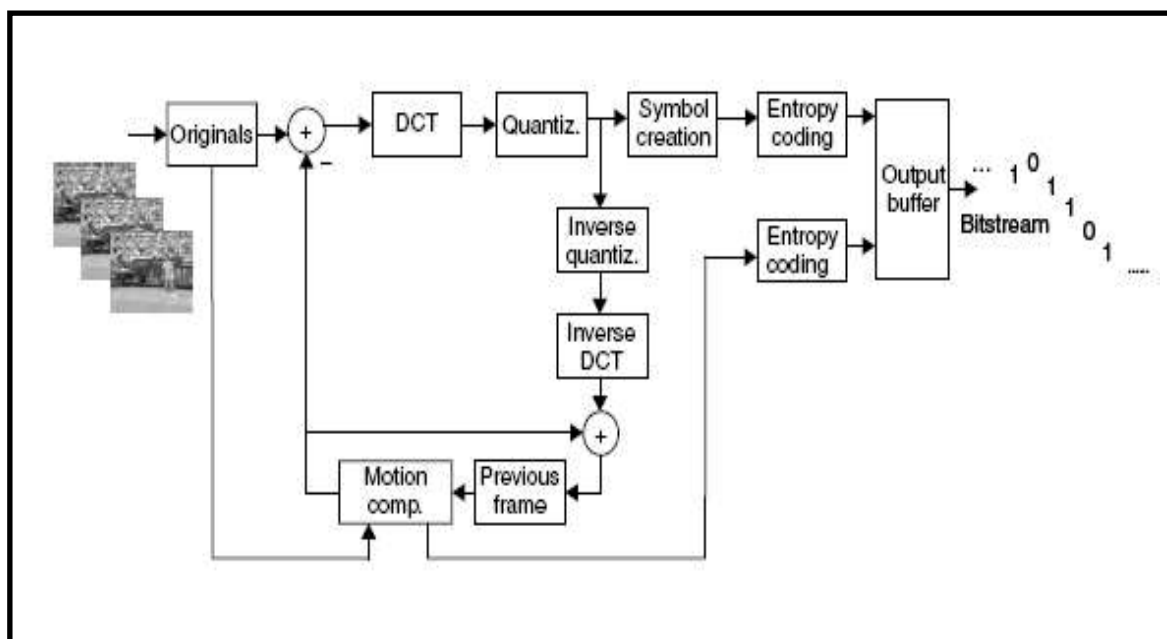 Originals
+
−
DCT
Quantiz.
Symbol
creation
Entropy
coding
Output
buffer
... 1 0 1 1 0 1 .....
Bitstream
Inverse
quantiz.
Entropy
coding
Inverse
DCT
+
Motion
comp.
Previous
frame